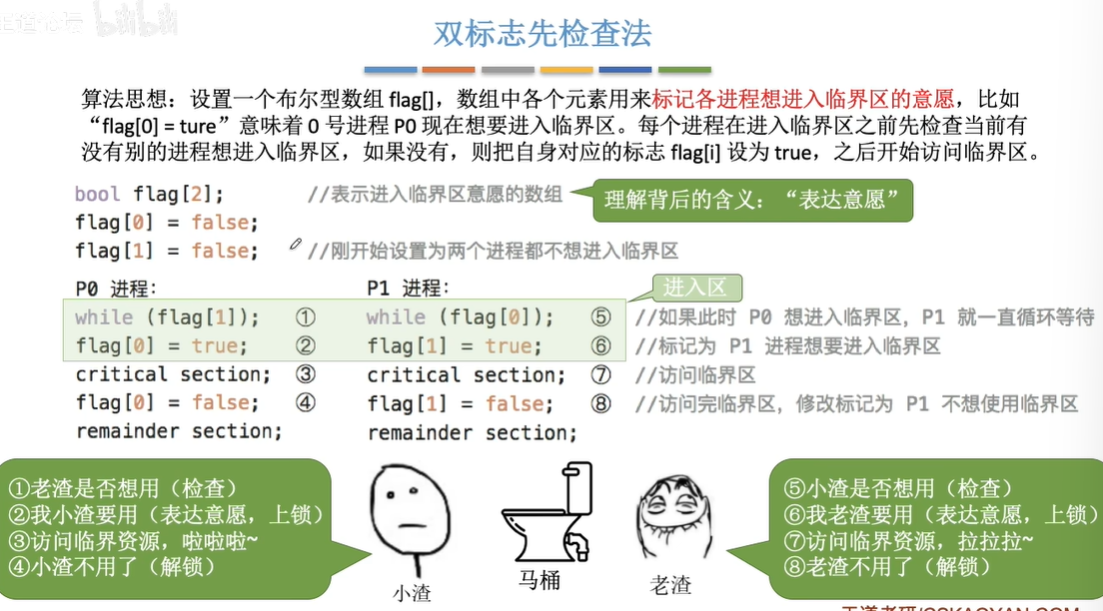 双标志先检查法
算法思想：设置一个布尔型数组 flag[]，数组中各个元素用来标记各进程想进入临界区的意愿，比如
“flag[0] = ture”意味着 0 号进程 P0 现在想要进入临界区。每个进程在进入临界区之前先检查当前有
没有别的进程想进入临界区，如果没有，则把自身对应的标志 flag[i] 设为 true，之后开始访问临界区。
bool flag[2]; //表示进入临界区意愿的数组
理解背后的含义：“表达意愿”
flag[0] = false;
flag[1] = false; //刚开始设置为两个进程都不想进入临界区
P0 进程: P1 进程:
进入区
while (flag[1]); ① while (flag[0]); ⑤ //如果此时 P0 想进入临界区，P1 就一直循环等待
flag[0] = true; ② flag[1] = true; ⑥ //标记为 P1 进程想要进入临界区
critical section; ③ critical section; ⑦ //访问临界区
flag[0] = false; ④ flag[1] = false; ⑧ //访问完临界区，修改标记为 P1 不想使用临界区
remainder section; remainder section;
①老渣是否想用（检查）
②我小渣要用（表达意愿，上锁）
③访问临界资源，啦啦啦~
④小渣不用了（解锁）
小渣
马桶
老渣
⑤小渣是否想用（检查）
⑥我老渣要用（表达意愿，上锁）
⑦访问临界资源，拉拉拉~
⑧老渣不用了（解锁）